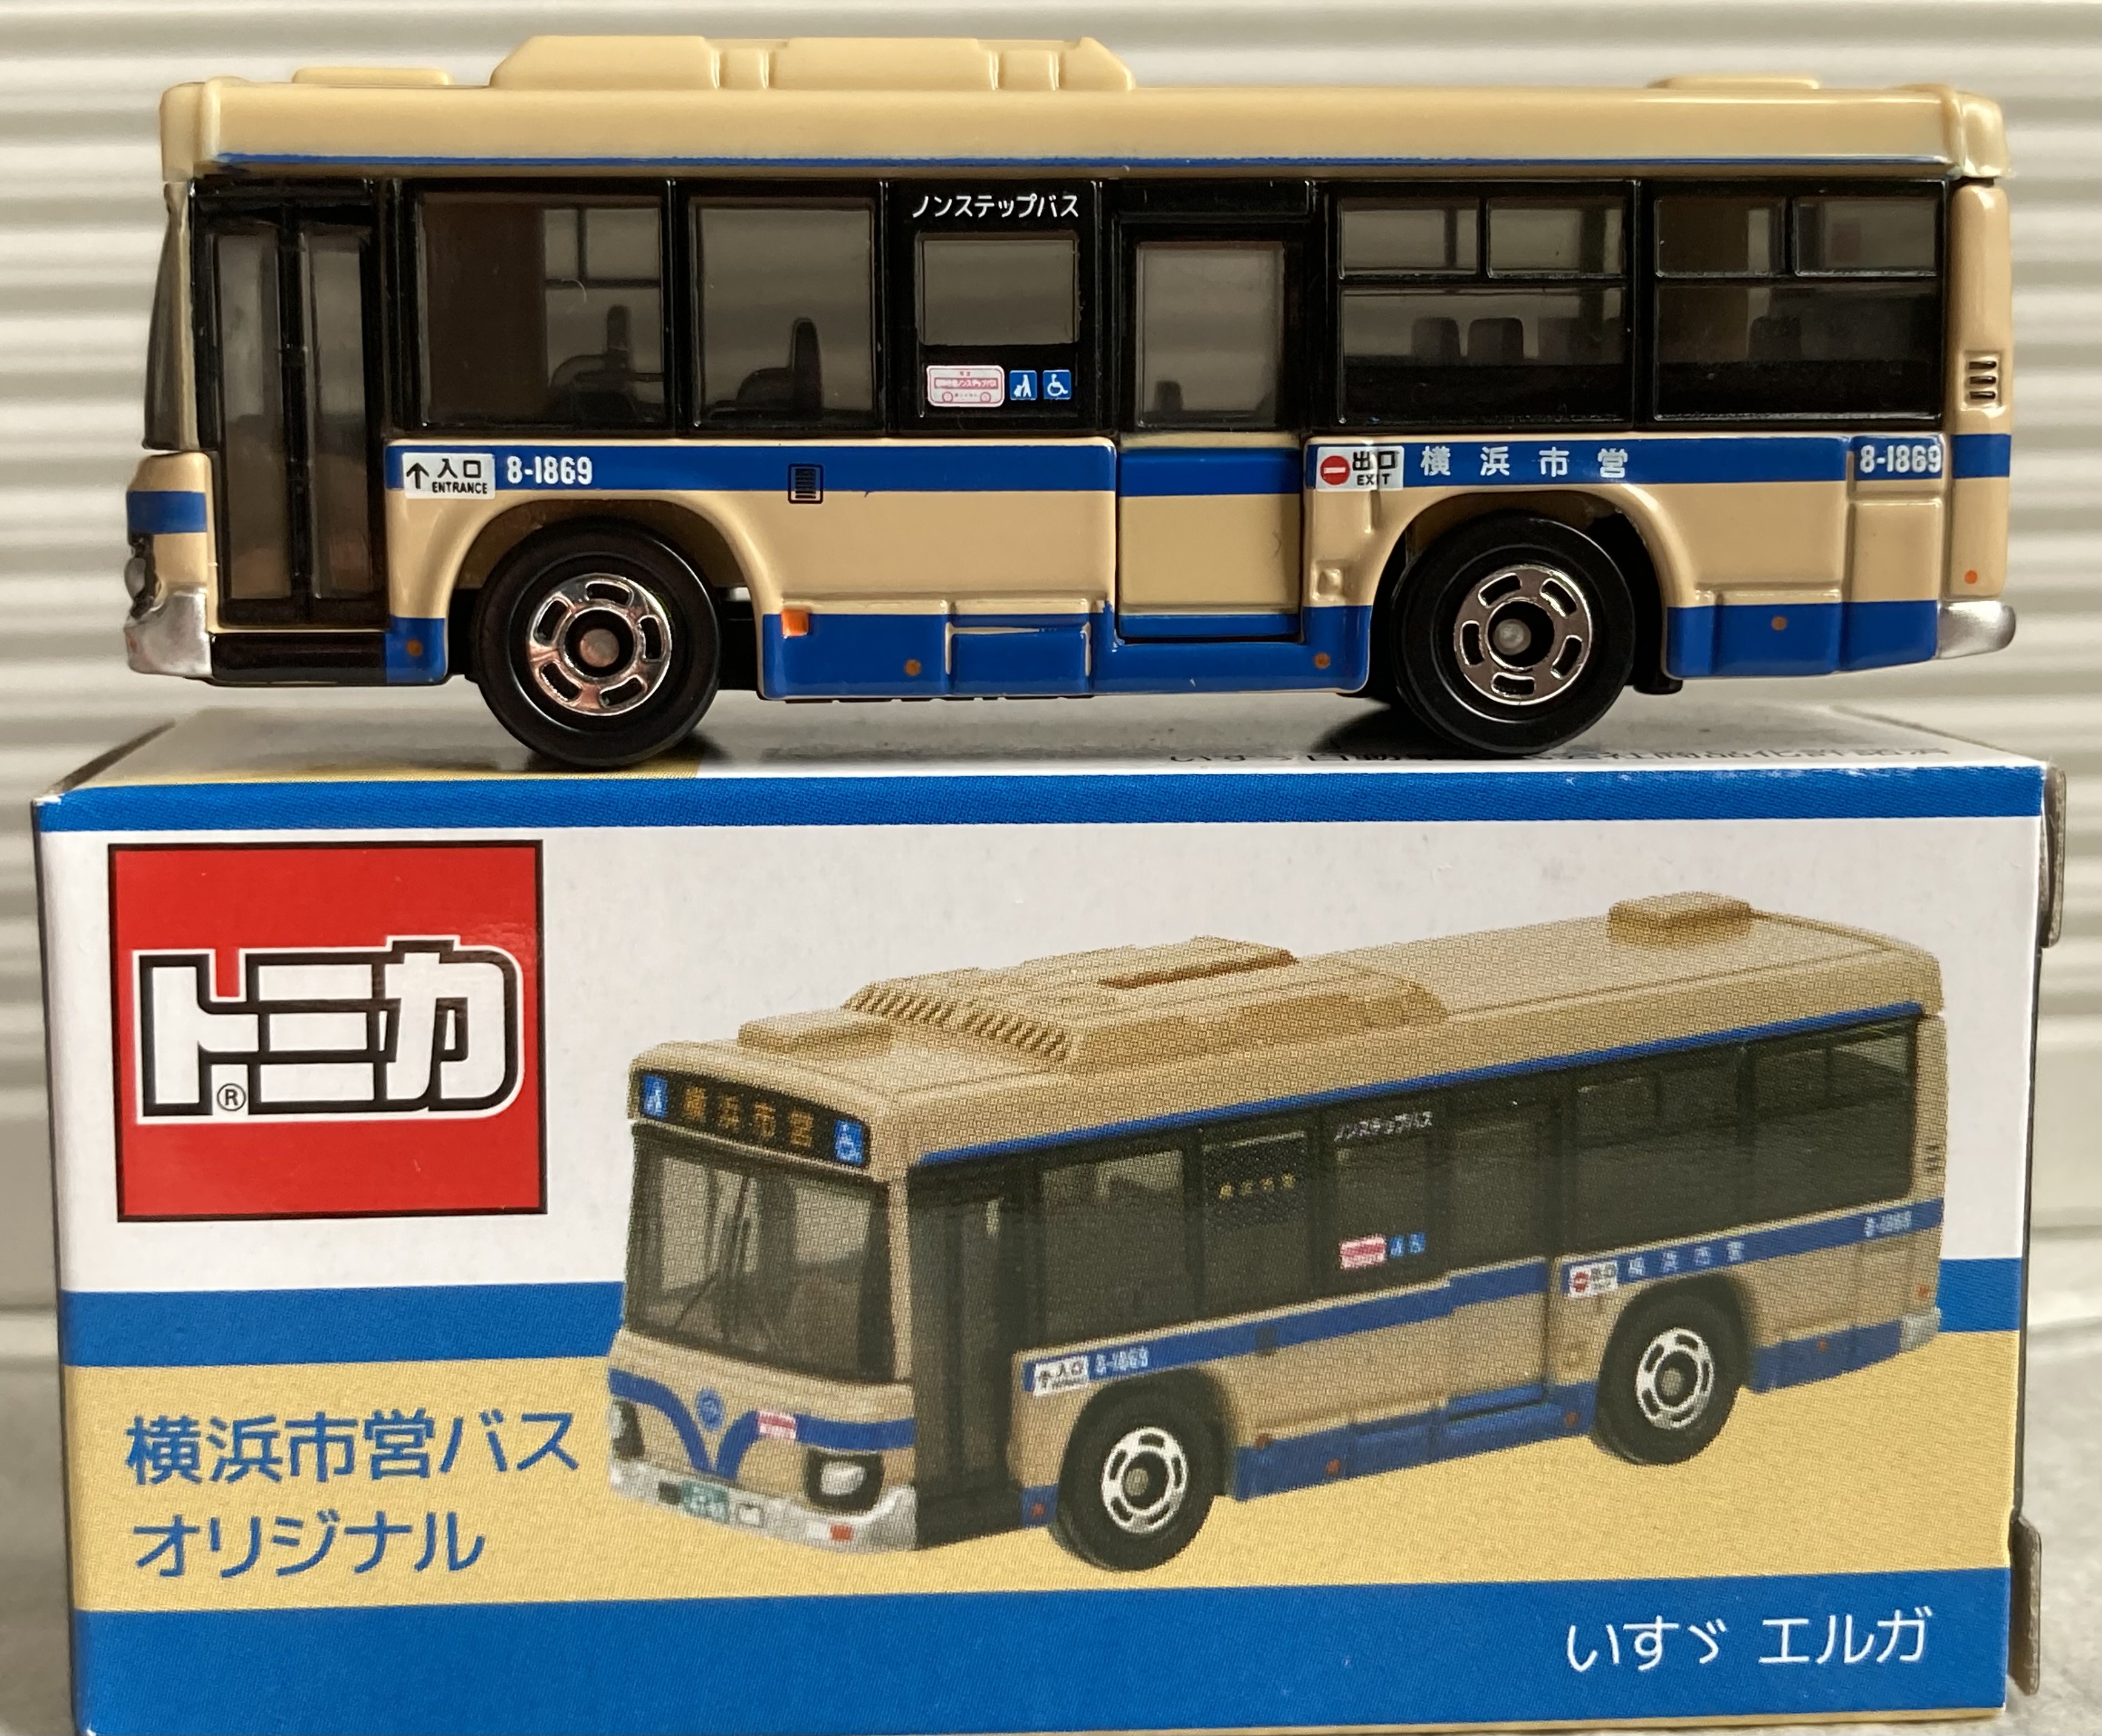 ノンステップバス
↑入口
ENTRANCE
8-1869
出口
EXIT
横浜市営
8-1869
トミカ
®
横浜市営
ノンステップバス
入口
8-1869
出口
横浜市営
8-1869
横浜市営バス
オリジナル
いすゞ エルガ